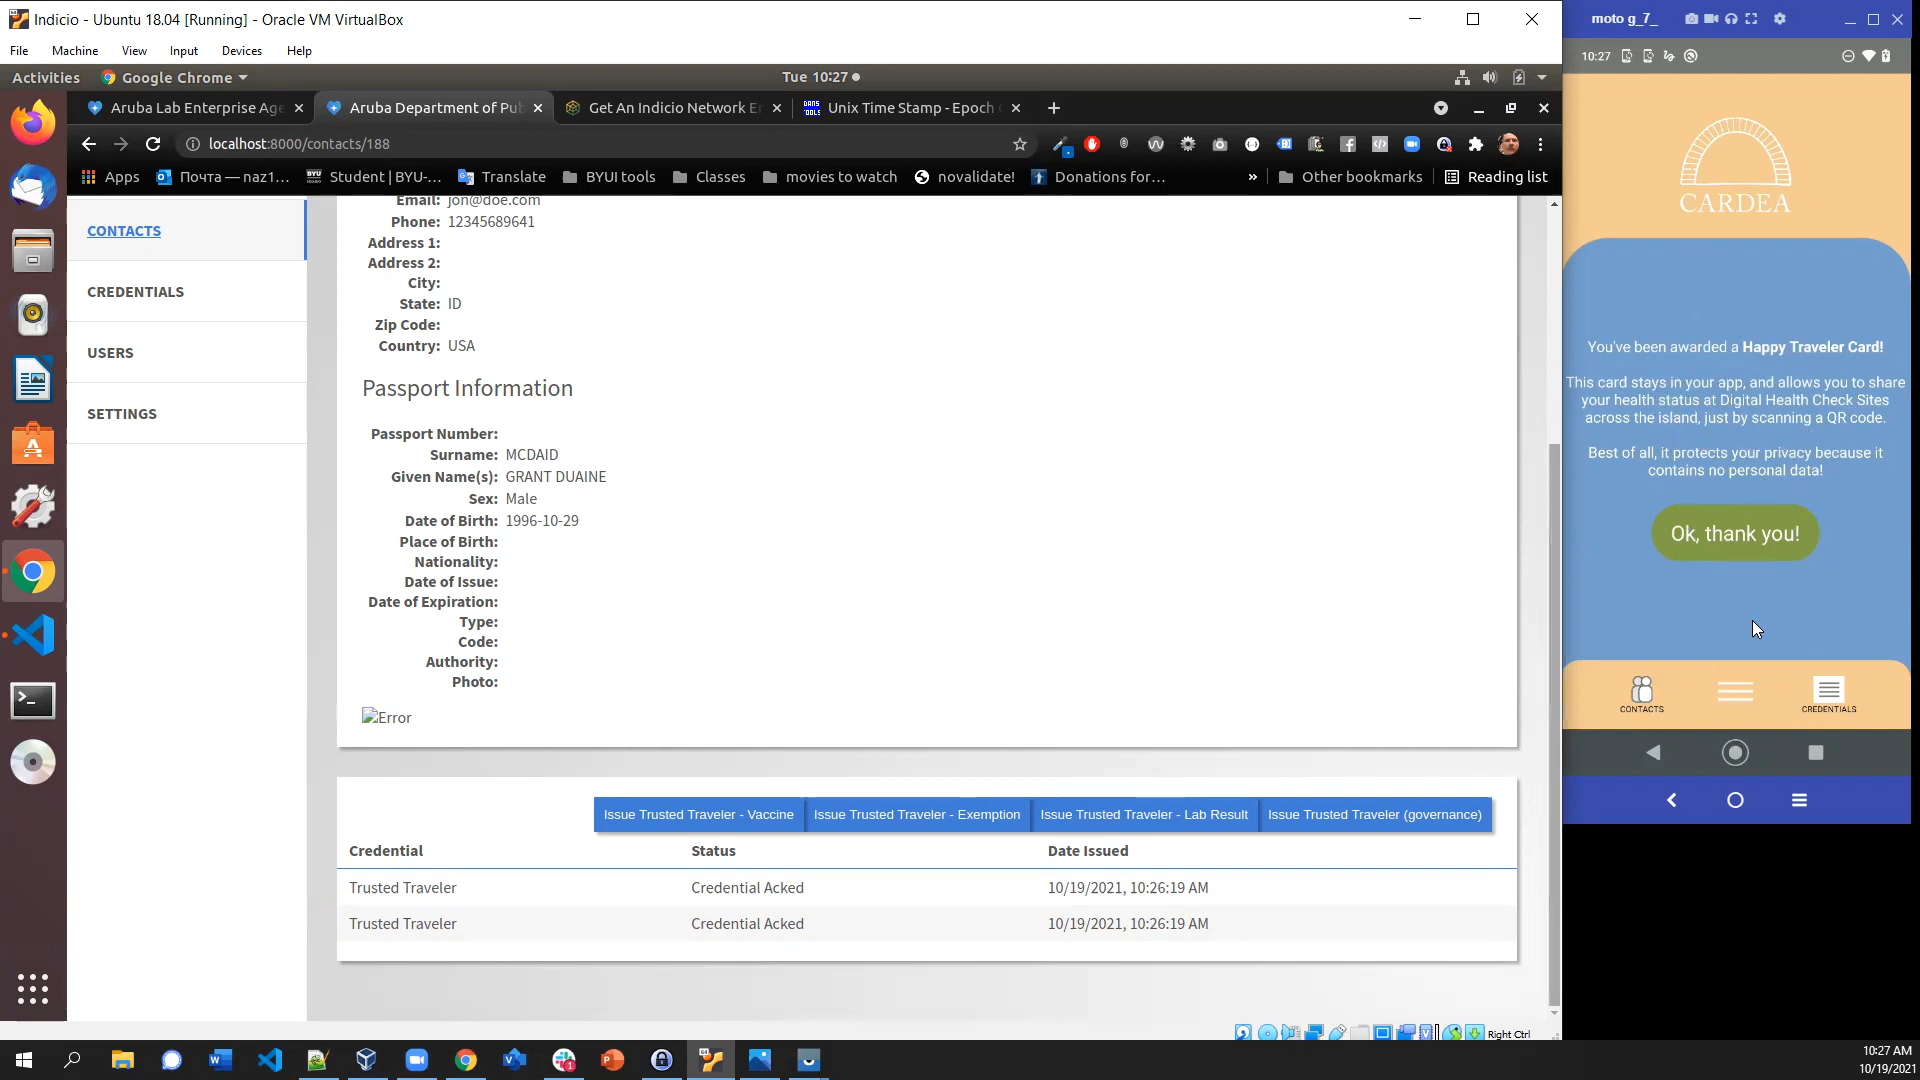 Indicio - Ubuntu 18.04 [Running] - Oracle VM VirtualBox
File Machine View Input Devices Help
Activities Google Chrome Tue 10:27
Aruba Lab Enterprise Age Aruba Department of Pu Get An Indicio Network E Unix Time Stamp - Epoch
localhost:8000/contacts/188
Apps Почта — naz1... Student | BYU-... Translate BYUI tools Classes movies to watch novalidate! Donations for... » Other bookmarks Reading list
CONTACTS
CREDENTIALS
USERS
SETTINGS
Email: jon@doe.com
Phone: 12345689641
Address 1:
Address 2:
City:
State: ID
Zip Code:
Country: USA
Passport Information
Passport Number:
Surname: MCDAID
Given Name(s): GRANT DUAINE
Sex: Male
Date of Birth: 1996-10-29
Place of Birth:
Nationality:
Date of Issue:
Date of Expiration:
Type:
Code:
Authority:
Photo:
Error
Issue Trusted Traveler - Vaccine Issue Trusted Traveler - Exemption Issue Trusted Traveler - Lab Result Issue Trusted Traveler (governance)
Credential Status Date Issued
Trusted Traveler Credential Acked 10/19/2021, 10:26:19 AM
Trusted Traveler Credential Acked 10/19/2021, 10:26:19 AM
Right Ctrl
moto g_7_
10:27
CARDEA
You've been awarded a Happy Traveler Card!
This card stays in your app, and allows you to share
your health status at Digital Health Check Sites
across the island, just by scanning a QR code.
Best of all, it protects your privacy because it
contains no personal data!
Ok, thank you!
CONTACTS CREDENTIALS
10:27 AM
10/19/2021